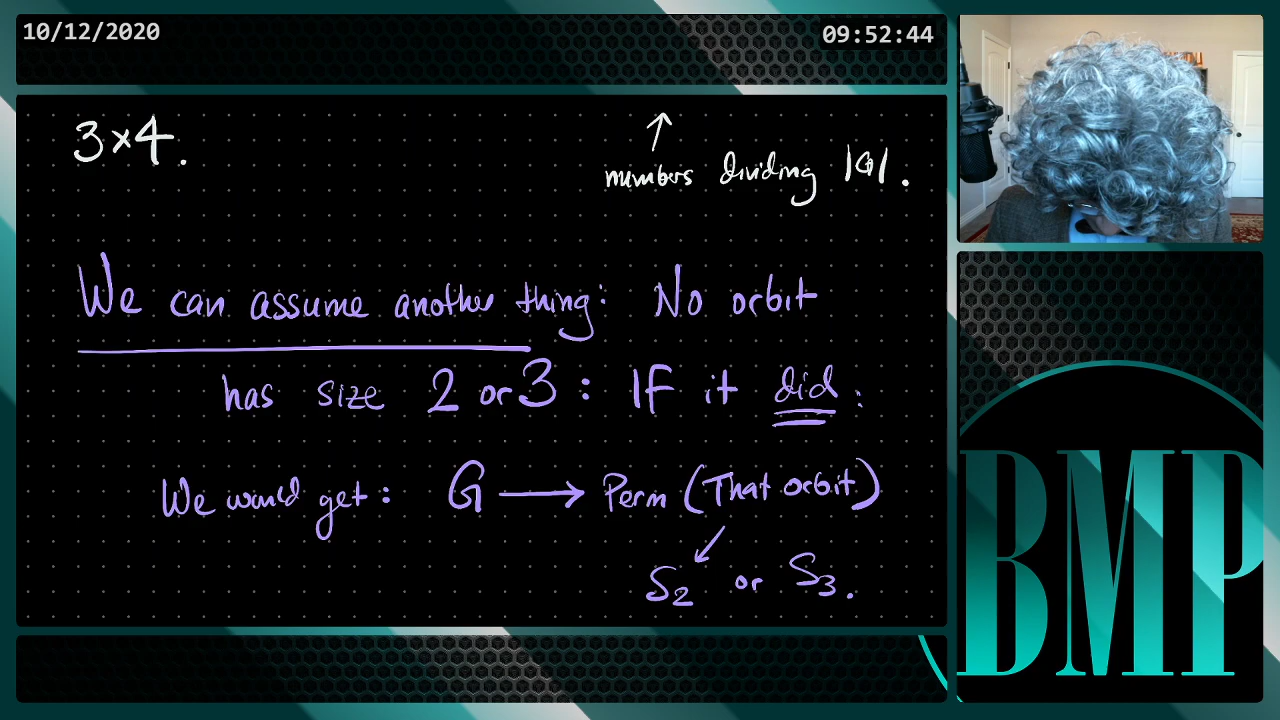 10/12/2020
09:52:44
3×4.
↑
numbers dividing |G|.
We can assume another thing: No orbit
has size 2 or 3: IF it did:
We would get: G ⟶ Perm (That orbit)
↙
S₂ or S₃.
BMP